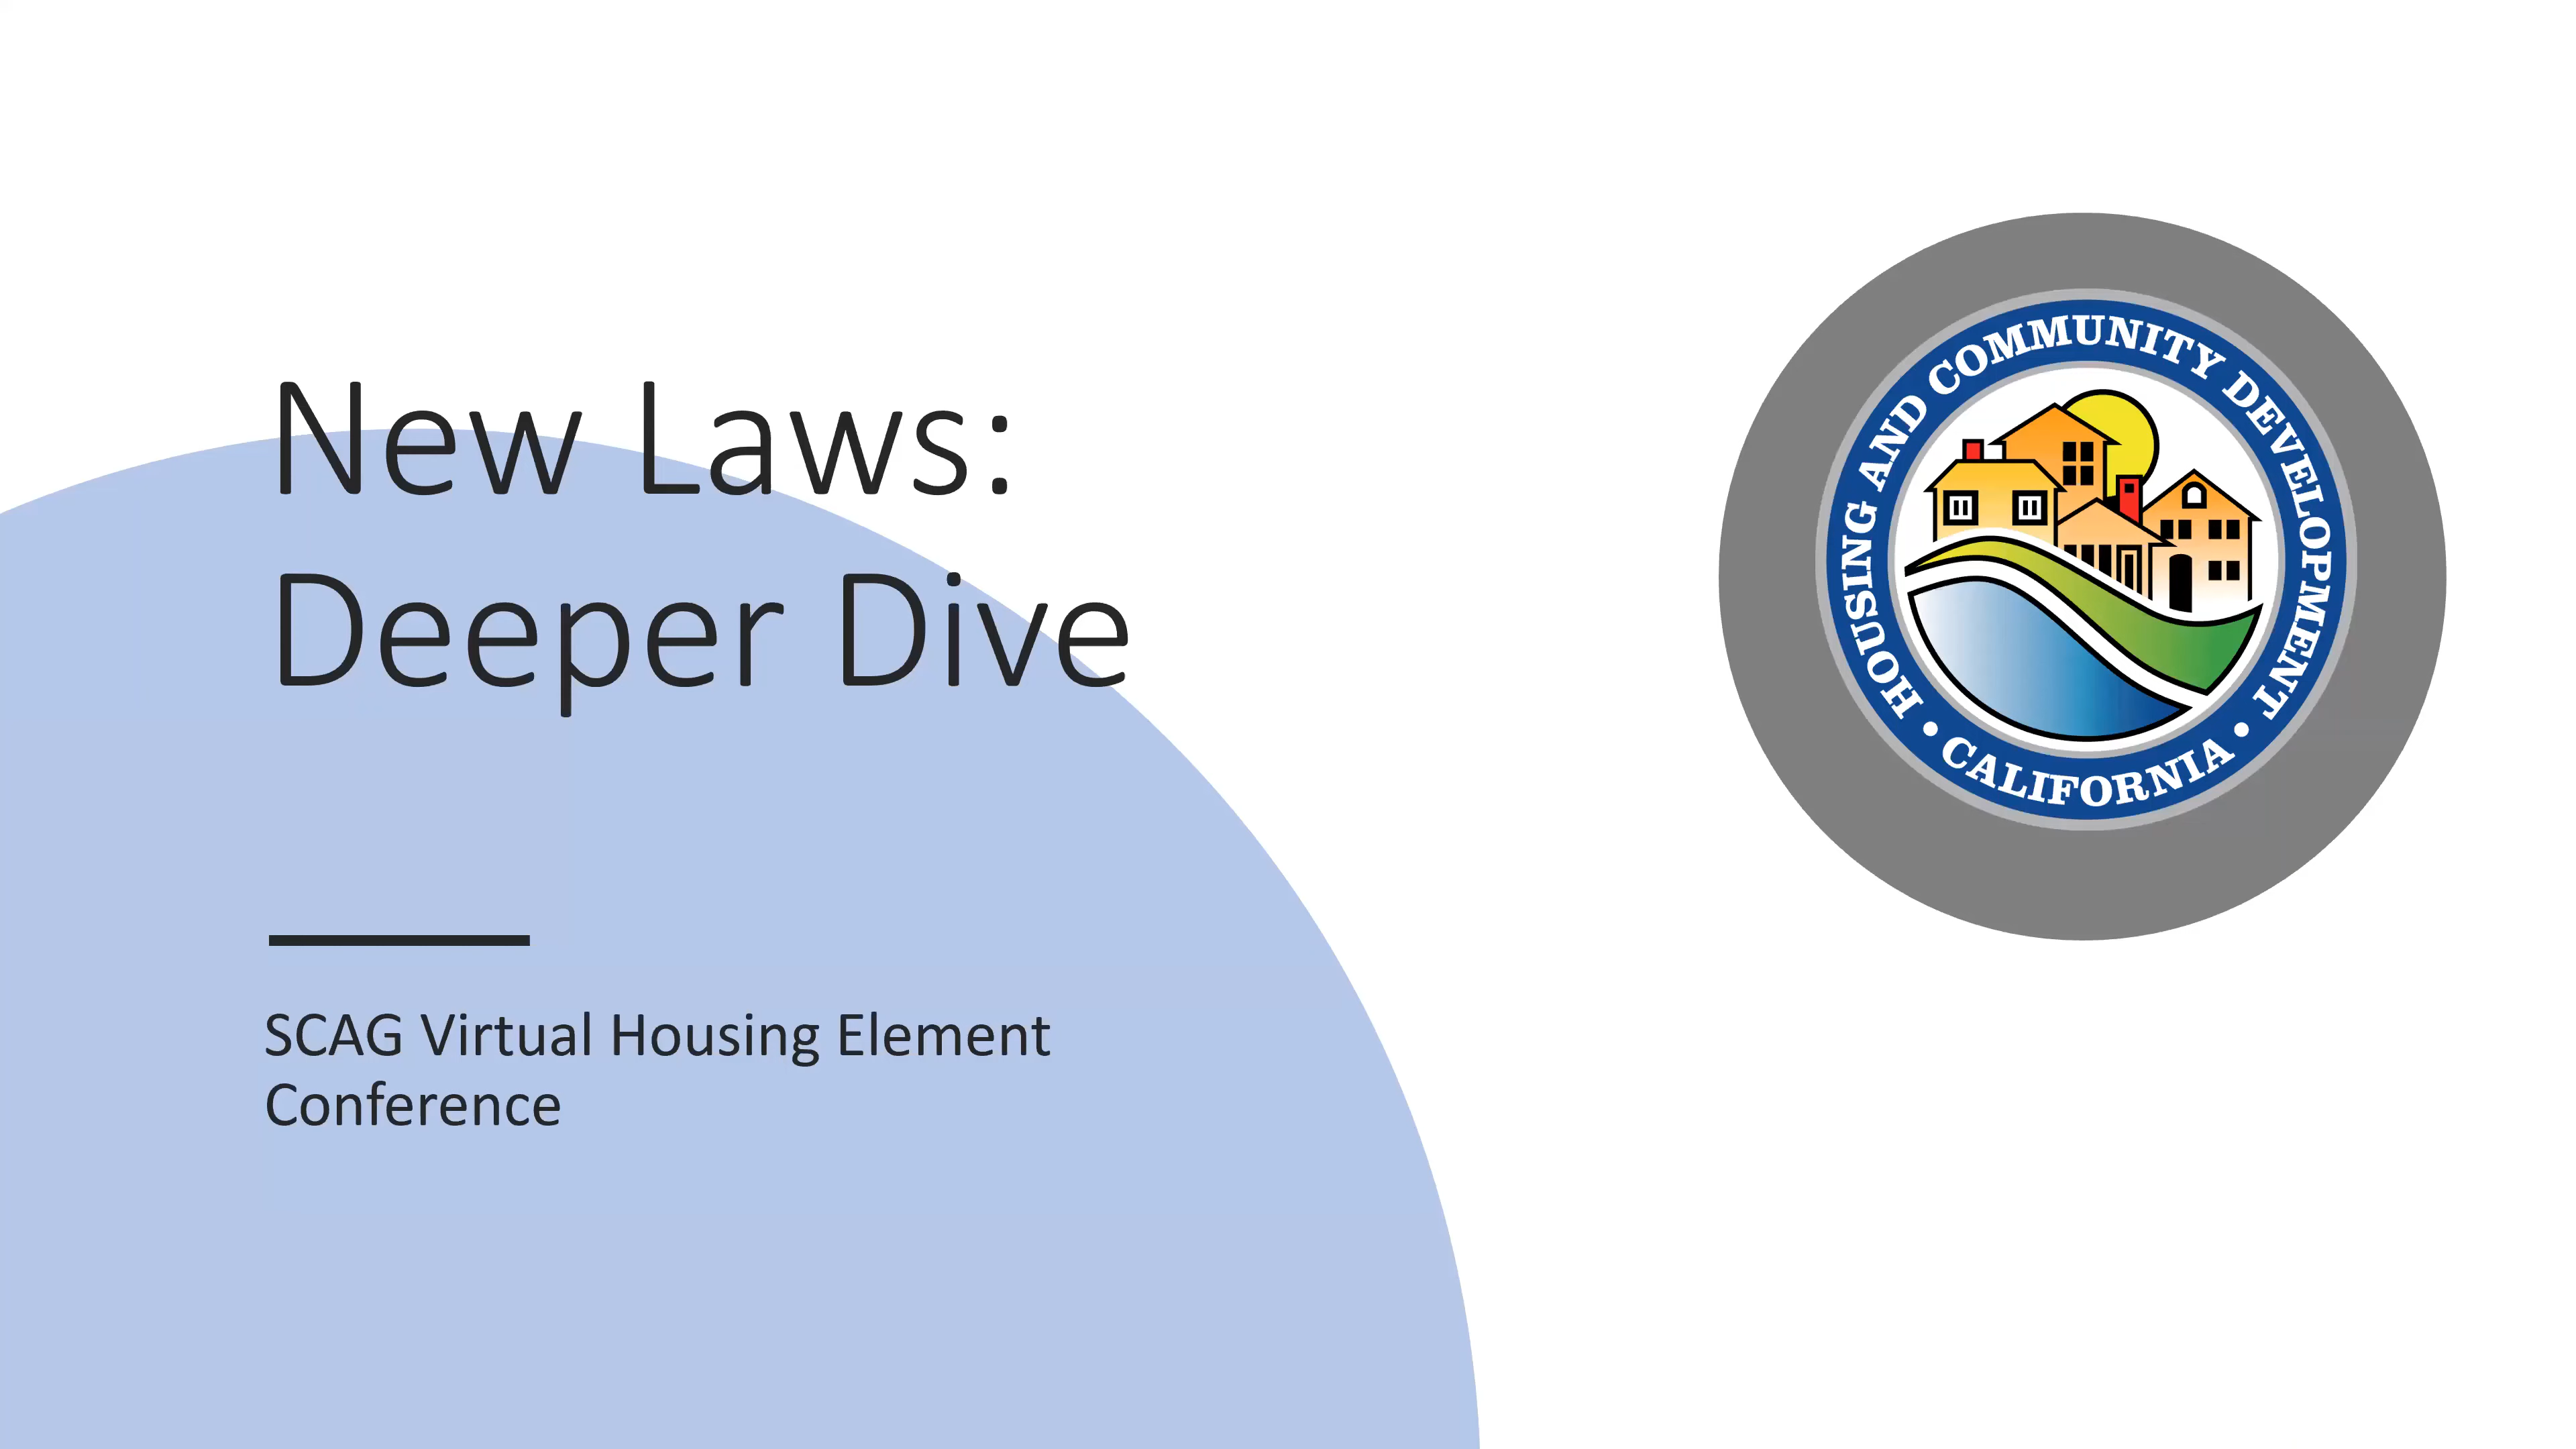 New Laws:
Deeper Dive
SCAG Virtual Housing Element
Conference
HOUSING AND COMMUNITY DEVELOPMENT
• CALIFORNIA •